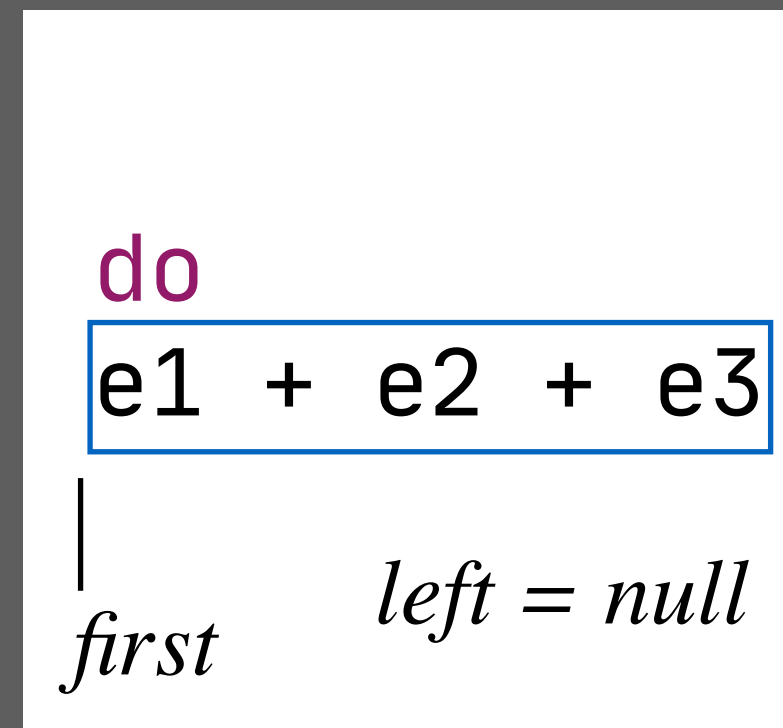 do
e1 + e2 + e3
left = null
first